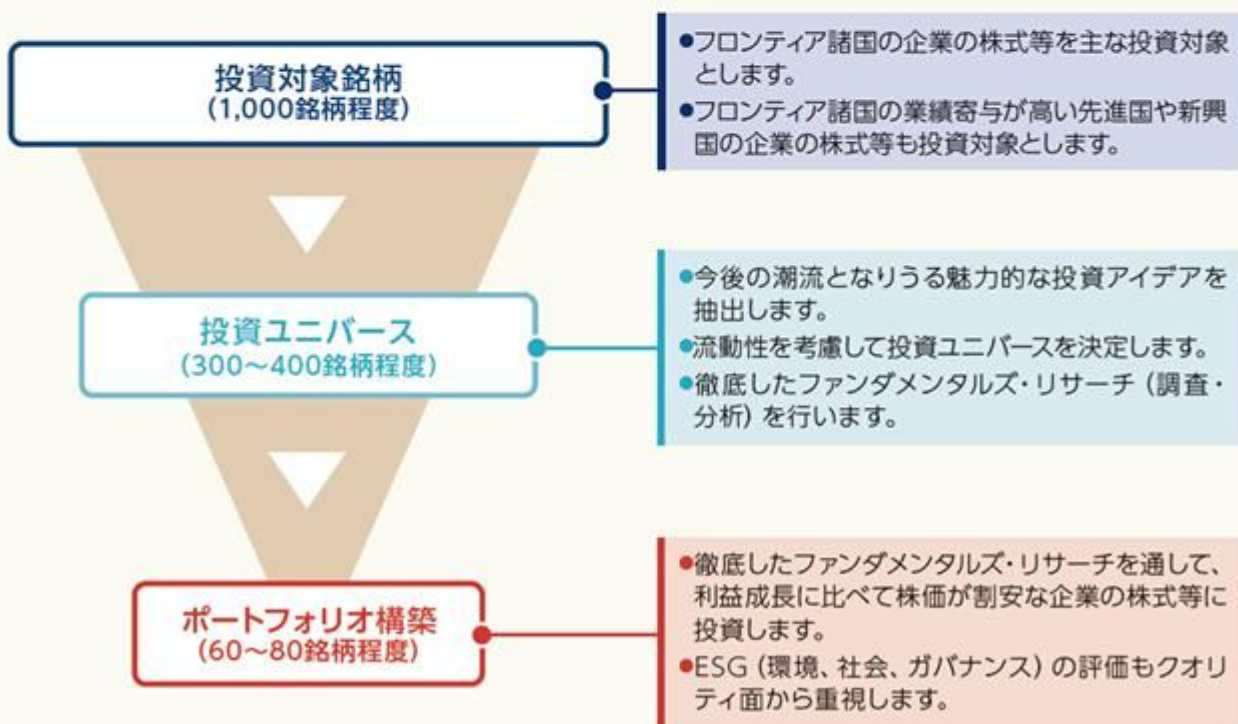 投資対象銘柄
(1,000銘柄程度)
●フロンティア諸国の企業の株式等を主な投資対象
とします。
●フロンティア諸国の業績寄与が高い先進国や新興
国の企業の株式等も投資対象とします。
投資ユニバース
(300〜400銘柄程度)
●今後の潮流となりうる魅力的な投資アイデアを
抽出します。
●流動性を考慮して投資ユニバースを決定します。
●徹底したファンダメンタルズ・リサーチ（調査・
分析）を行います。
ポートフォリオ構築
(60〜80銘柄程度)
●徹底したファンダメンタルズ・リサーチを通して、
利益成長に比べて株価が割安な企業の株式等に
投資します。
●ESG（環境、社会、ガバナンス）の評価もクオリ
ティ面から重視します。